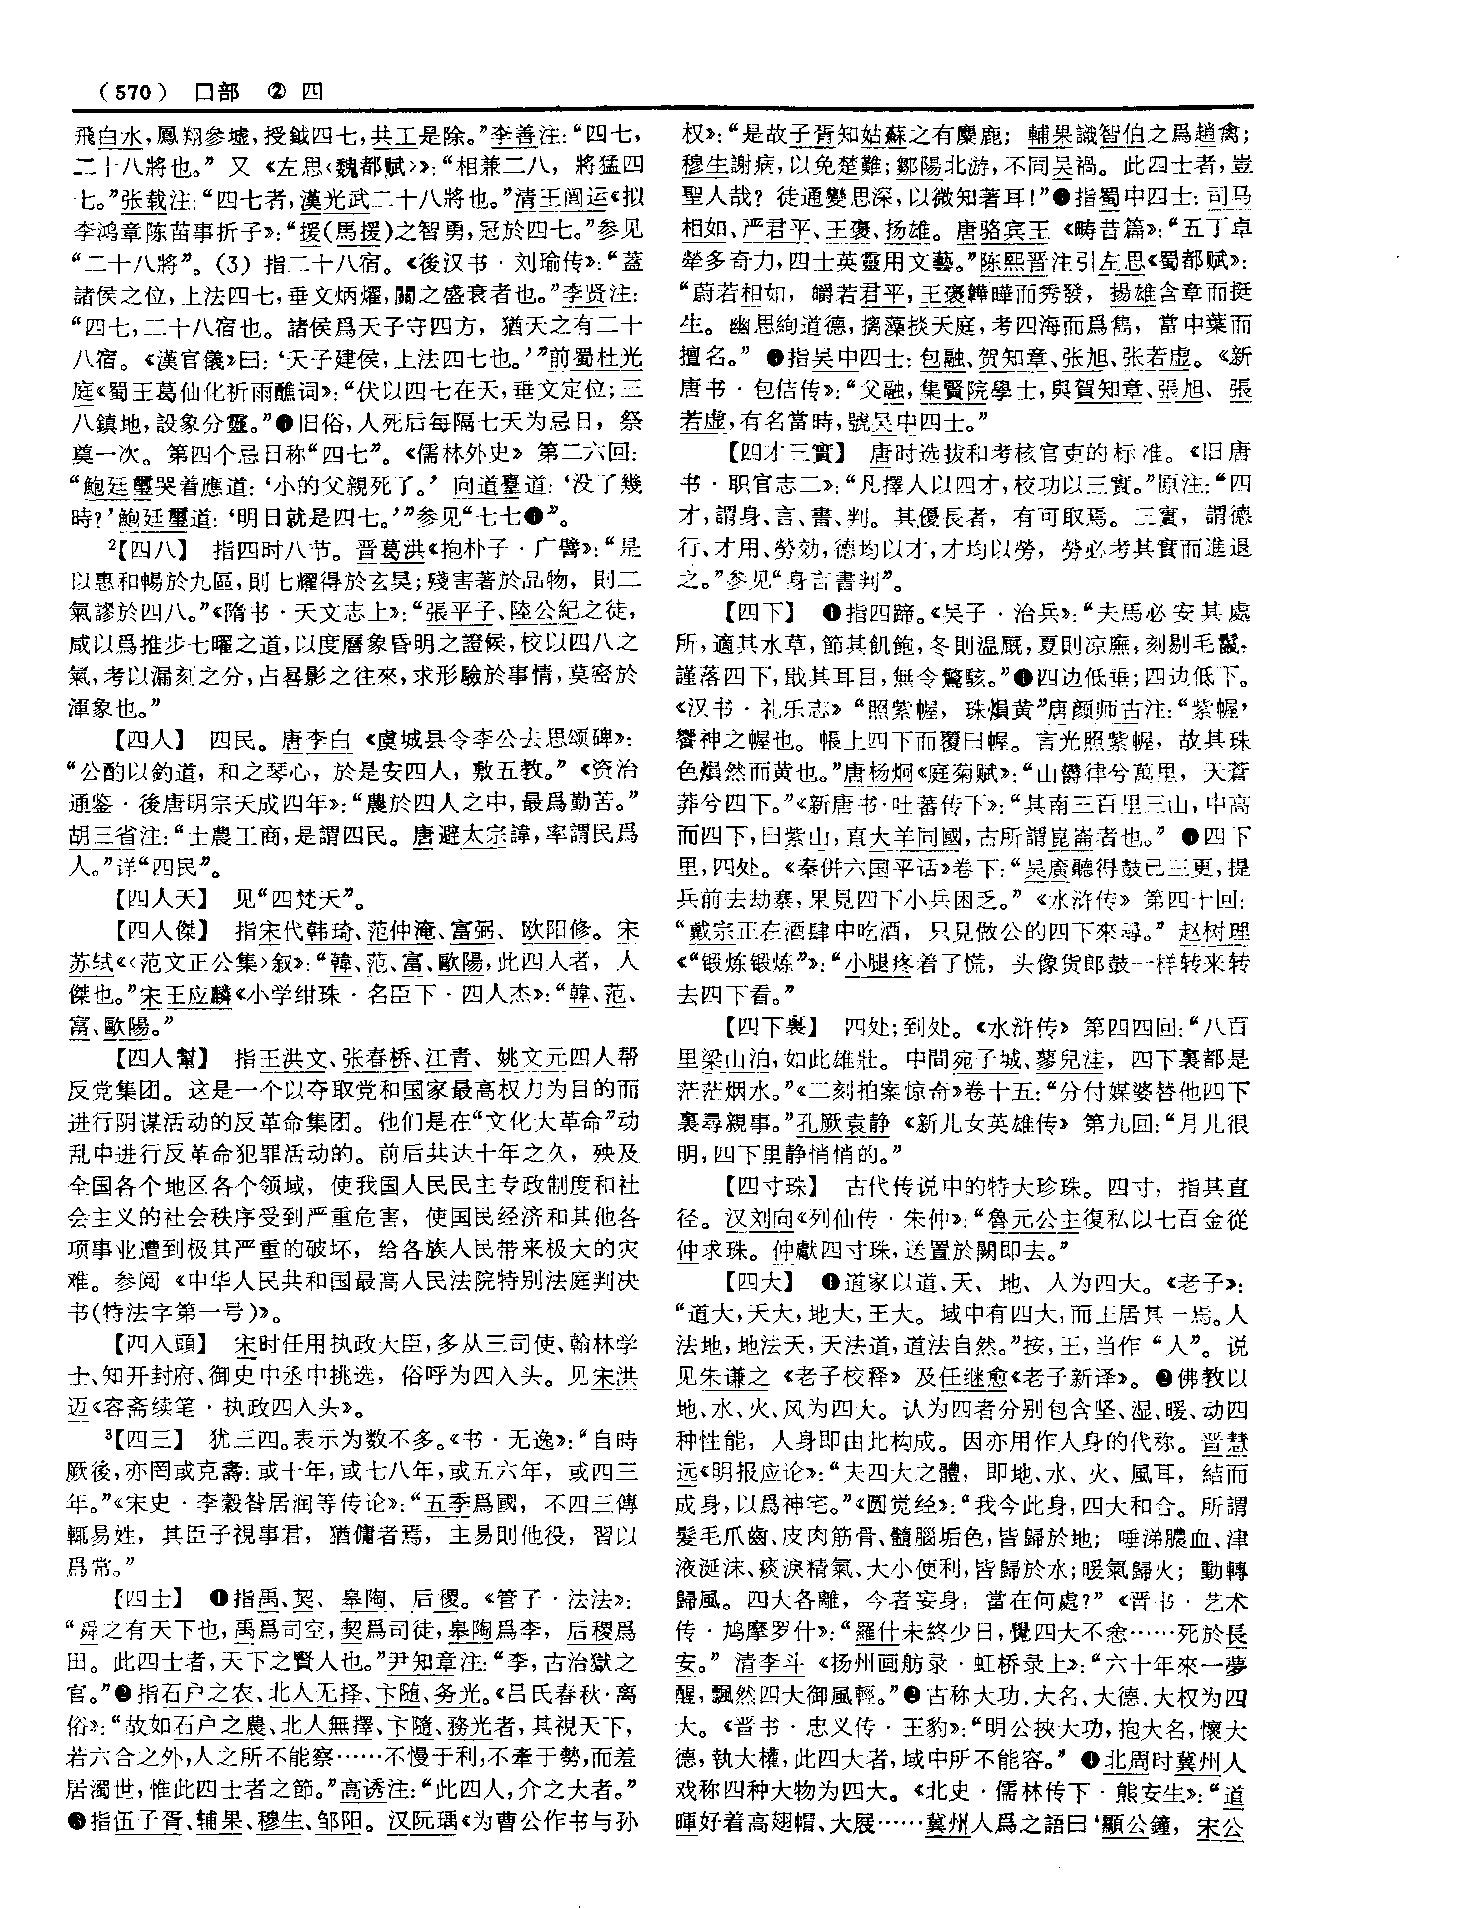 （570） 口部 ② 四
飛白水，鳳翔參墟，授鉞四七，共工是除。”李善注：“四七，
二十八將也。” 又《左思〈魏都赋〉》：“相兼二八，將猛四
七。”张载注：“四七者，漢光武二十八將也。”清王闿运《拟
李鸿章陈苗事折子》：“援(馬援)之智勇，冠於四七。”参见
“二十八將”。（3）指二十八宿。《後汉书·刘瑜传》：“蓋
諸侯之位，上法四七，垂文炳燿，關之盛衰者也。”李贤注：
“四七，二十八宿也。諸侯爲天子守四方，猶天之有二十
八宿。《漢官儀》曰：‘天子建侯，上法四七也。’”前蜀杜光
庭《蜀王葛仙化祈雨醮词》：“伏以四七在天，垂文定位；三
八鎮地，設象分靈。”❹旧俗，人死后每隔七天为忌日，祭
奠一次。第四个忌日称“四七”。《儒林外史》第二六回：
“鮑廷璽哭着應道：‘小的父親死了。’向道臺道：‘没了幾
時？’鮑廷璽道：‘明日就是四七。’”参见“七七❶”。
²【四八】 指四时八节。晋葛洪《抱朴子·广譬》：“是
以惠和暢於九區，則七耀得於玄昊；殘害著於品物，則二
氣謬於四八。”《隋书·天文志上》：“張平子、陸公紀之徒，
咸以爲推步七曜之道，以度曆象昏明之證候，校以四八之
氣，考以漏刻之分，占晷影之往來，求形驗於事情，莫密於
渾象也。”
【四人】 四民。唐李白《虞城县令李公去思颂碑》：
“公酌以釣道，和之琴心，於是安四人，敷五教。”《资治
通鉴·後唐明宗天成四年》：“農於四人之中，最爲勤苦。”
胡三省注：“士農工商，是謂四民。唐避太宗諱，率謂民爲
人。”详“四民”。
【四人天】 见“四梵天”。
【四人傑】 指宋代韩琦、范仲淹、富弼、欧阳修。宋
苏轼《〈范文正公集〉叙》：“韓、范、富、歐陽，此四人者，人
傑也。”宋王应麟《小学绀珠·名臣下·四人杰》：“韓、范、
富、歐陽。”
【四人幫】 指王洪文、张春桥、江青、姚文元四人帮
反党集团。这是一个以夺取党和国家最高权力为目的而
进行阴谋活动的反革命集团。他们是在“文化大革命”动
乱中进行反革命犯罪活动的。前后共达十年之久，殃及
全国各个地区各个领域，使我国人民民主专政制度和社
会主义的社会秩序受到严重危害，使国民经济和其他各
项事业遭到极其严重的破坏，给各族人民带来极大的灾
难。参阅《中华人民共和国最高人民法院特别法庭判决
书(特法字第一号)》。
【四入頭】 宋时任用执政大臣，多从三司使、翰林学
士、知开封府、御史中丞中挑选，俗呼为四入头。见宋洪
迈《容斋续笔·执政四入头》。
³【四三】 犹三四。表示为数不多。《书·无逸》：“自時
厥後，亦罔或克壽：或十年，或七八年，或五六年，或四三
年。”《宋史·李穀昝居润等传论》：“五季爲國，不四三傳
輒易姓，其臣子視事君，猶傭者焉，主易則他役，習以
爲常。”
【四士】 ❶指禹、契、皋陶、后稷。《管子·法法》：
“舜之有天下也，禹爲司空，契爲司徒，皋陶爲李，后稷爲
田。此四士者，天下之賢人也。”尹知章注：“李，古治獄之
官。”❷指石户之农、北人无择、卞随、务光。《吕氏春秋·离
俗》：“故如石户之農、北人無擇、卞隨、務光者，其視天下，
若六合之外，人之所不能察……不慢于利，不牽于勢，而羞
居濁世，惟此四士者之節。”高诱注：“此四人，介之大者。”
❸指伍子胥、辅果、穆生、邹阳。汉阮瑀《为曹公作书与孙
权》：“是故子胥知姑蘇之有麋鹿；輔果識智伯之爲趙禽；
穆生謝病，以免楚難；鄒陽北游，不同吴禍。此四士者，豈
聖人哉？徒通變思深，以微知著耳！”❹指蜀中四士：司马
相如、严君平、王褒、扬雄。唐骆宾王《畴昔篇》：“五丁卓
犖多奇力，四士英靈用文藝。”陈熙晋注引左思《蜀都赋》：
“蔚若相如，皭若君平，王褒韡曄而秀發，揚雄含章而挺
生。幽思絢道德，摛藻掞天庭，考四海而爲雋，當中葉而
擅名。” ❺指吴中四士：包融、贺知章、张旭、张若虚。《新
唐书·包佶传》：“父融，集賢院學士，與賀知章、張旭、張
若虛，有名當時，號吴中四士。”
【四才三實】 唐时选拔和考核官吏的标准。《旧唐
书·职官志二》：“凡擇人以四才，校功以三實。”原注：“四
才，謂身、言、書、判。其優長者，有可取焉。三實，謂德
行、才用、勞効，德均以才，才均以勞，勞必考其實而進退
之。”参见“身言書判”。
【四下】 ❶指四蹄。《吴子·治兵》：“夫馬必安其處
所，適其水草，節其飢飽，冬則温厩，夏則凉廡，刻剔毛鬣，
謹落四下，戢其耳目，無令驚駭。”❷四边低垂；四边低下。
《汉书·礼乐志》“照紫幄，珠熉黄”唐颜师古注：“紫幄，
饗神之幄也。帳上四下而覆曰幄。言光照紫幄，故其珠
色熉然而黄也。”唐杨炯《庭菊赋》：“山鬱律兮萬里，天蒼
莽兮四下。”《新唐书·吐蕃传下》：“其南三百里三山，中高
而四下，曰紫山，直大羊同國，古所謂崑崙者也。” ❸四下
里，四处。《秦併六国平话》卷下：“吴廣聽得鼓已三更，提
兵前去劫寨，果見四下小兵困乏。”《水浒传》第四十回：
“戴宗正在酒肆中吃酒，只見做公的四下來尋。”赵树理
《“锻炼锻炼”》：“小腿疼着了慌，头像货郎鼓一样转来转
去四下看。”
【四下裏】 四处；到处。《水浒传》第四四回：“八百
里梁山泊，如此雄壯。中間宛子城、蓼兒洼，四下裏都是
茫茫烟水。”《二刻拍案惊奇》卷十五：“分付媒婆替他四下
裏尋親事。”孔厥袁静《新儿女英雄传》第九回：“月儿很
明，四下里静悄悄的。”
【四寸珠】 古代传说中的特大珍珠。四寸，指其直
径。汉刘向《列仙传·朱仲》：“魯元公主復私以七百金從
仲求珠。仲獻四寸珠，送置於闕即去。”
【四大】 ❶道家以道、天、地、人为四大。《老子》：
“道大，天大，地大，王大。域中有四大，而王居其一焉。人
法地，地法天，天法道，道法自然。”按，王，当作“人”。说
见朱谦之《老子校释》及任继愈《老子新译》。❷佛教以
地、水、火、风为四大。认为四者分别包含坚、湿、暖、动四
种性能，人身即由此构成。因亦用作人身的代称。晋慧
远《明报应论》：“夫四大之體，即地、水、火、風耳，結而
成身，以爲神宅。”《圆觉经》：“我今此身，四大和合。所謂
髮毛爪齒、皮肉筋骨、髓腦垢色，皆歸於地；唾涕膿血、津
液涎沫、痰淚精氣、大小便利，皆歸於水；暖氣歸火；動轉
歸風。四大各離，今者妄身，當在何處？”《晋书·艺术
传·鸠摩罗什》：“羅什未終少日，覺四大不悆……死於長
安。”清李斗《扬州画舫录·虹桥录上》：“六十年來一夢
醒，飄然四大御風輕。”❸古称大功、大名、大德、大权为四
大。《晋书·忠义传·王豹》：“明公挾大功，抱大名，懷大
德，執大權，此四大者，域中所不能容。” ❹北周时冀州人
戏称四种大物为四大。《北史·儒林传下·熊安生》：“道
暉好着高翅帽、大屐……冀州人爲之語曰‘顯公鐘，宋公